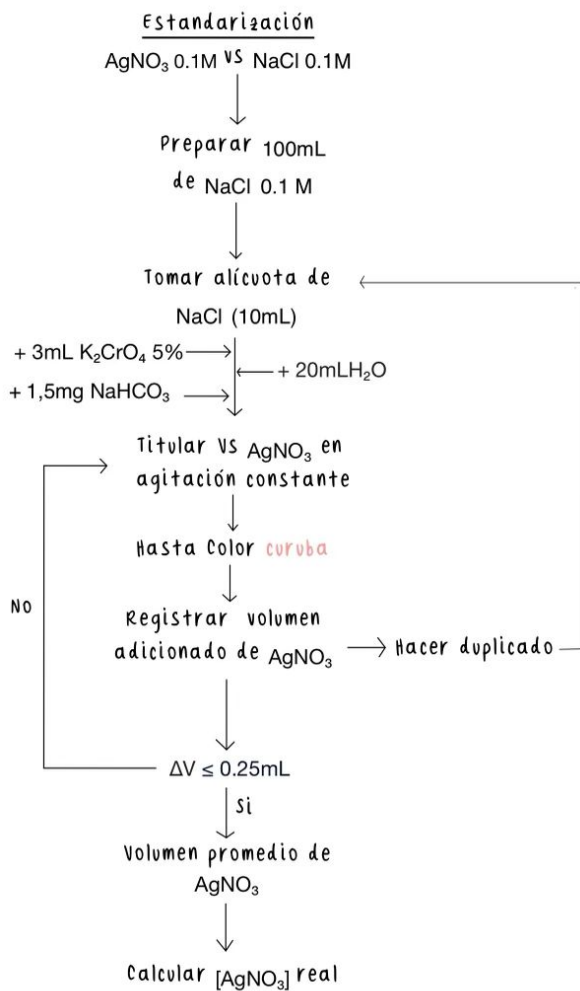 Estandarización
AgNO₃ 0.1M VS NaCl 0.1M
Preparar 100mL
de NaCl 0.1 M
Tomar alícuota de
NaCl (10mL)
+ 3mL K₂CrO₄ 5%
+ 20mLH₂O
+ 1,5mg NaHCO₃
Titular VS AgNO₃ en
agitación constante
Hasta Color curuba
NO
Registrar volumen
adicionado de AgNO₃
Hacer duplicado
ΔV ≤ 0.25mL
Si
Volumen promedio de
AgNO₃
Calcular [AgNO₃] real